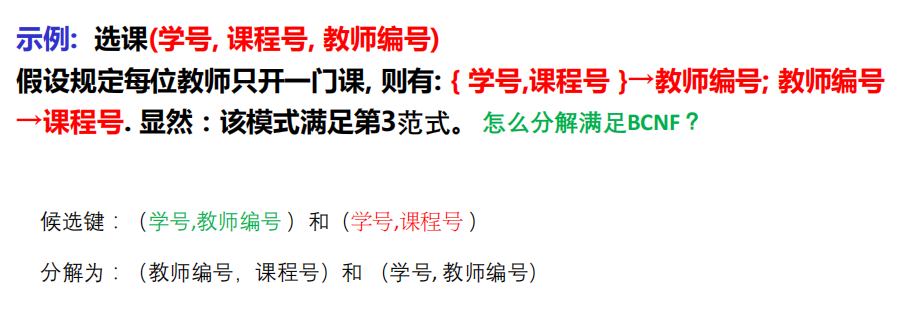 示例: 选课(学号, 课程号, 教师编号)
假设规定每位教师只开一门课, 则有: { 学号,课程号 }→教师编号; 教师编号
→课程号. 显然：该模式满足第3范式。 怎么分解满足BCNF？
候选键：（学号,教师编号 ）和（学号,课程号 ）
分解为：（教师编号，课程号）和 （学号, 教师编号）